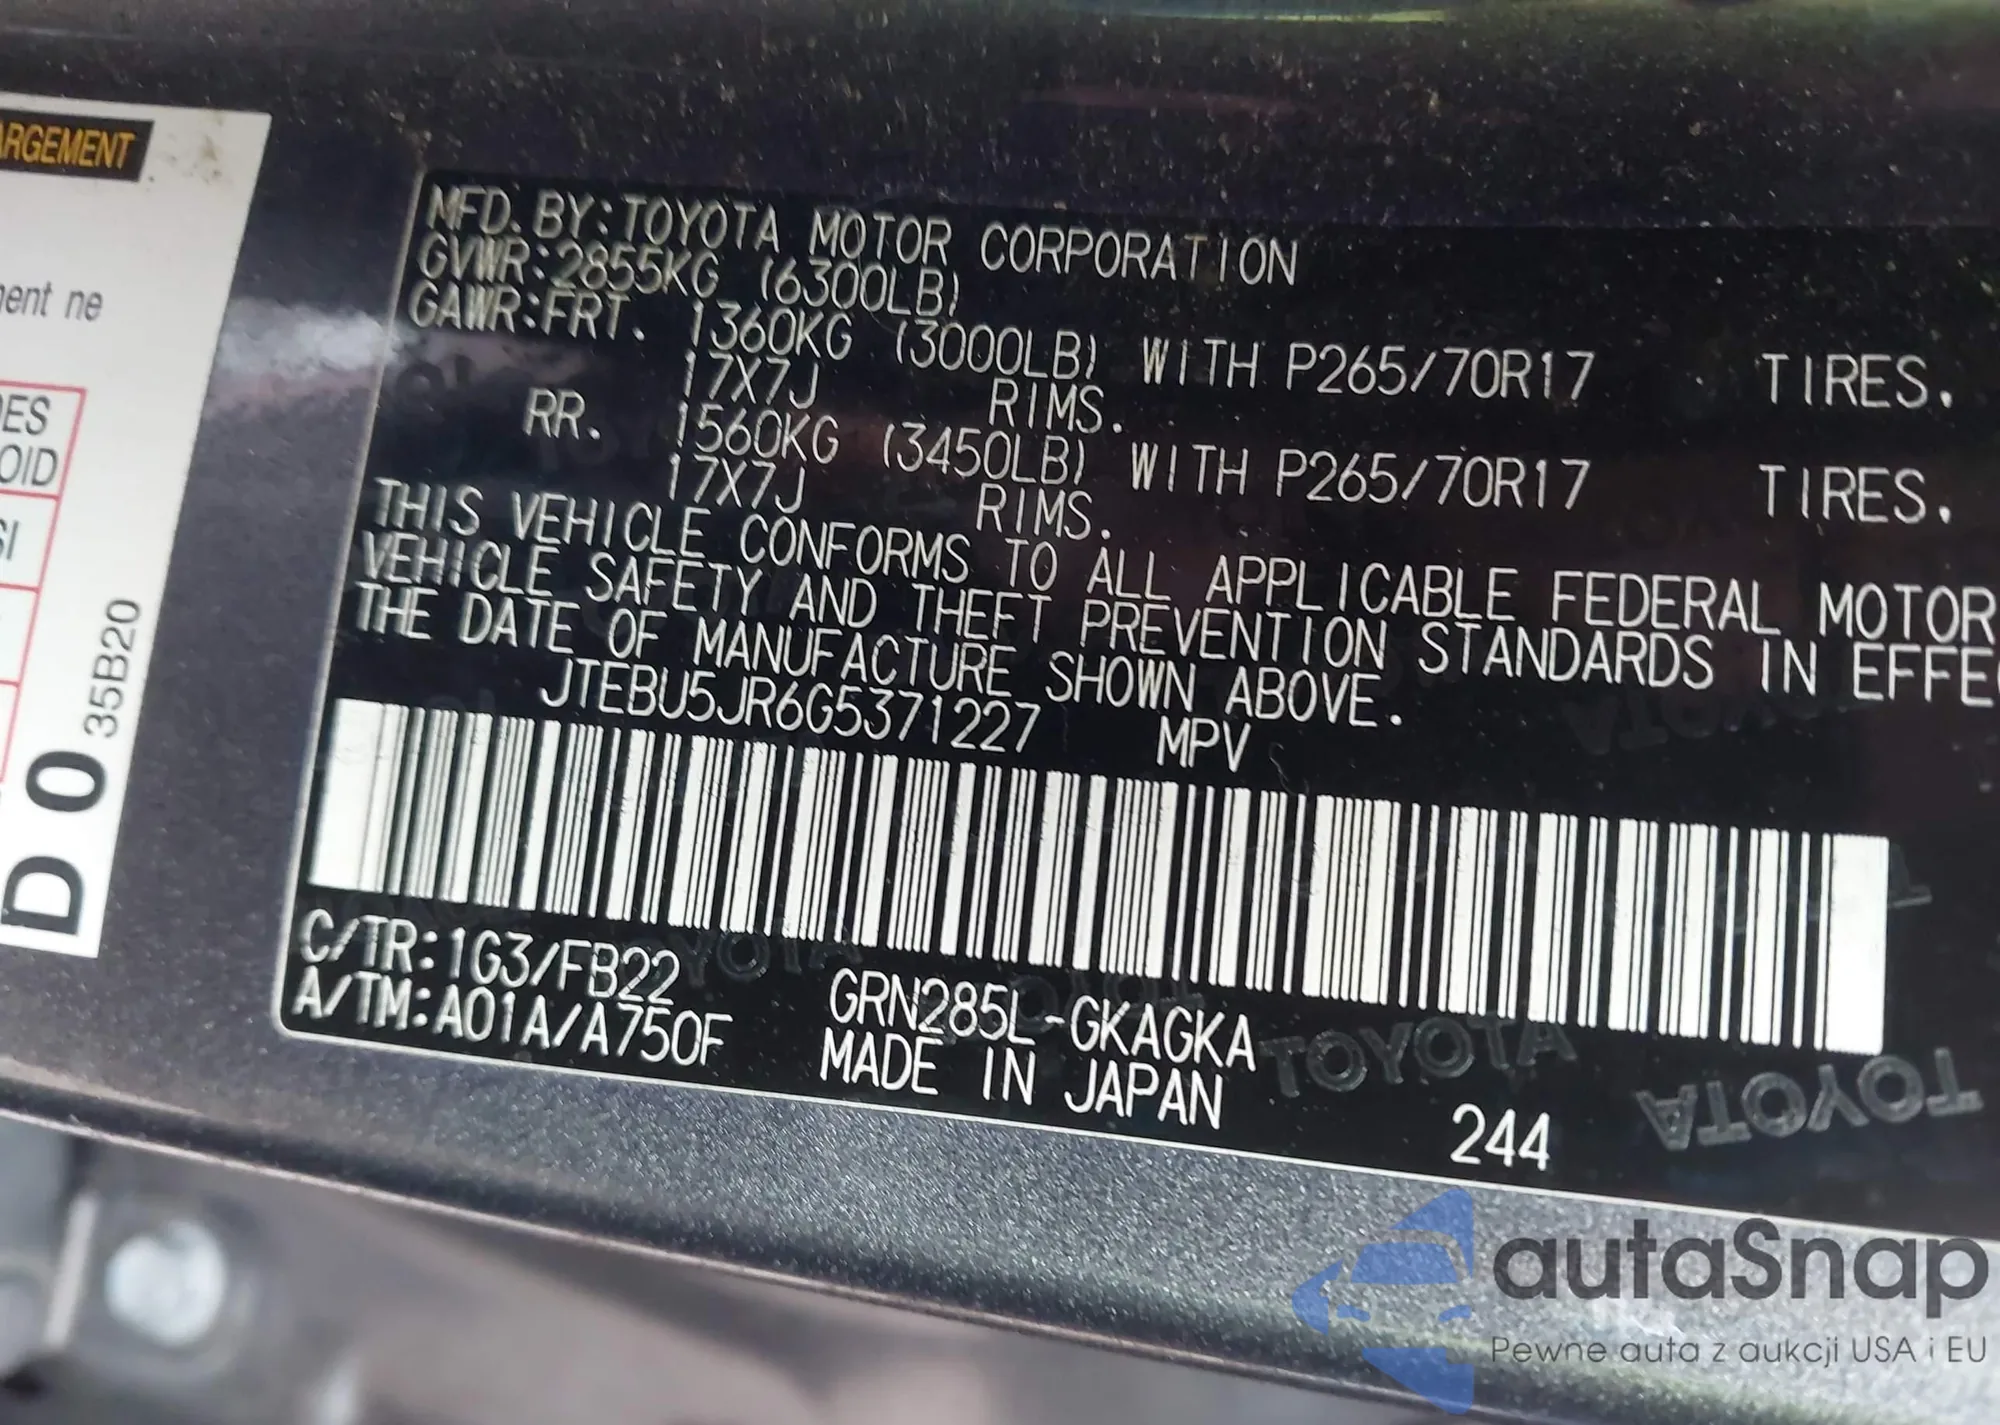 ARGEMENT
ment ne
DES
OID
SI
D 0 35B20
MFD. BY:TOYOTA MOTOR CORPORATION
GVWR:2855KG (6300LB)
GAWR:FRT. 1360KG (3000LB) WITH P265/70R17 TIRES.
17X7J RIMS.
RR. 1560KG (3450LB) WITH P265/70R17 TIRES.
17X7J RIMS.
THIS VEHICLE CONFORMS TO ALL APPLICABLE FEDERAL MOTOR
VEHICLE SAFETY AND THEFT PREVENTION STANDARDS IN EFFE
THE DATE OF MANUFACTURE SHOWN ABOVE.
JTEBU5JR6G5371227 MPV
C/TR:1G3/FB22 GRN285L-GKAGKA
A/TM:A01A/A750F MADE IN JAPAN
244
TOYOTA
TOYOTA
autaSnap
Pewne auta z aukcji USA i EU